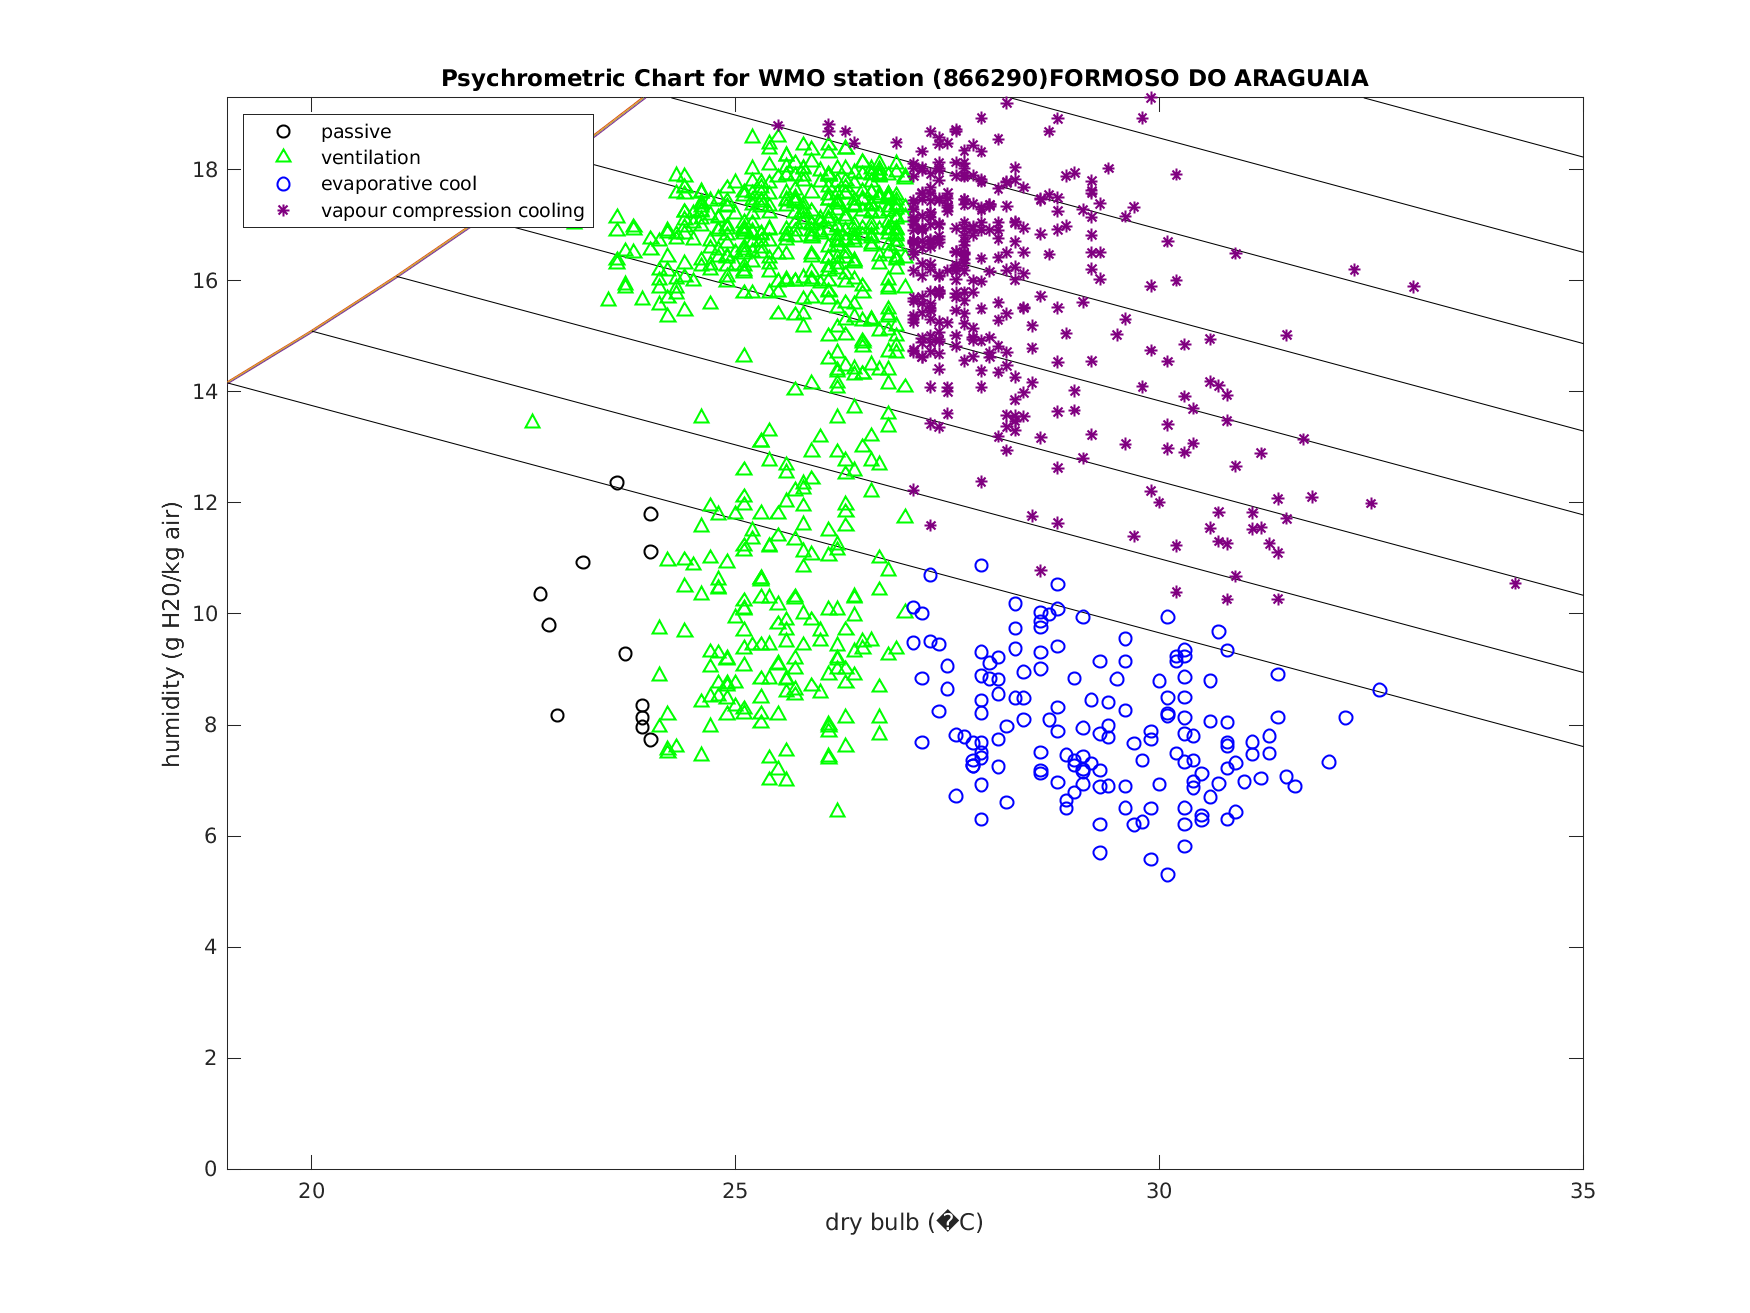 Psychrometric Chart for WMO station (866290)FORMOSO DO ARAGUAIA
passive
ventilation
evaporative cool
vapour compression cooling
humidity (g H20/kg air)
18
16
14
12
10
8
6
4
2
0
20 25 30 35
dry bulb (�C)